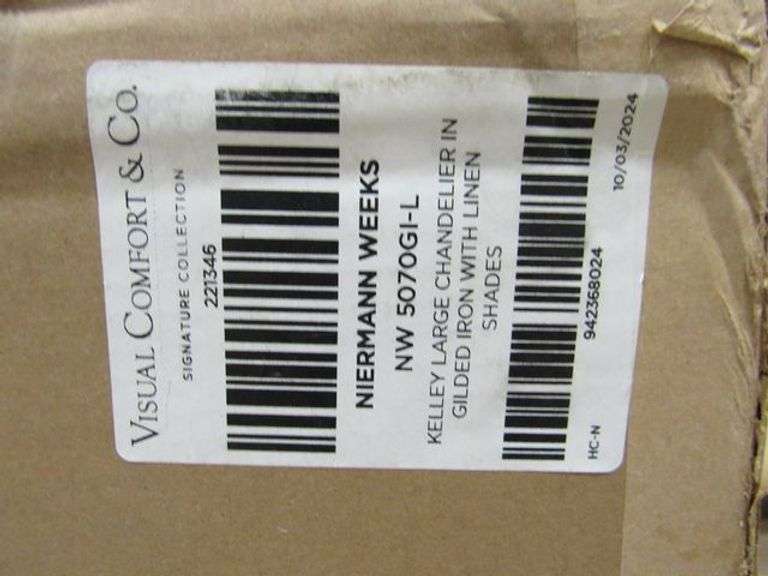 VISUAL COMFORT & CO.
SIGNATURE COLLECTION
221346
NIERMANN WEEKS
NW 5070GI-L
KELLEY LARGE CHANDELIER IN
GILDED IRON WITH LINEN
SHADES
942368024
HC-N
10/03/2024